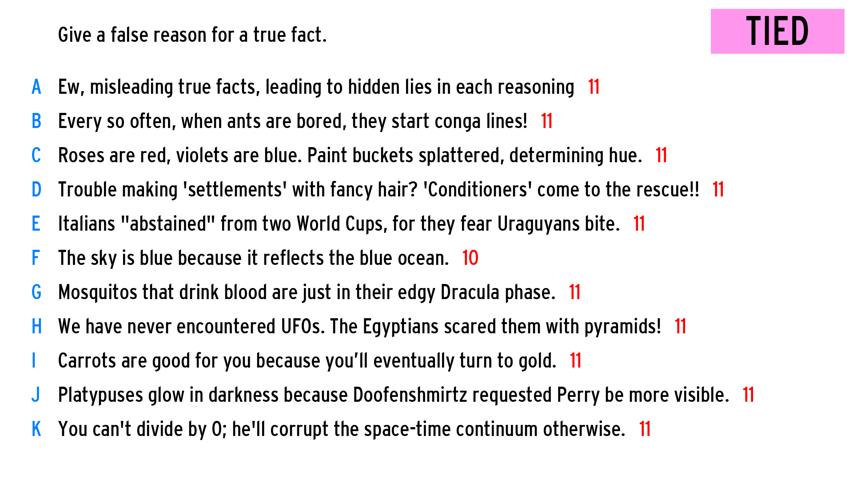 Give a false reason for a true fact.
TIED
A Ew, misleading true facts, leading to hidden lies in each reasoning 11
B Every so often, when ants are bored, they start conga lines! 11
C Roses are red, violets are blue. Paint buckets splattered, determining hue. 11
D Trouble making 'settlements' with fancy hair? 'Conditioners' come to the rescue!! 11
E Italians "abstained" from two World Cups, for they fear Uraguyans bite. 11
F The sky is blue because it reflects the blue ocean. 10
G Mosquitos that drink blood are just in their edgy Dracula phase. 11
H We have never encountered UFOs. The Egyptians scared them with pyramids! 11
I Carrots are good for you because you’ll eventually turn to gold. 11
J Platypuses glow in darkness because Doofenshmirtz requested Perry be more visible. 11
K You can't divide by 0; he'll corrupt the space-time continuum otherwise. 11